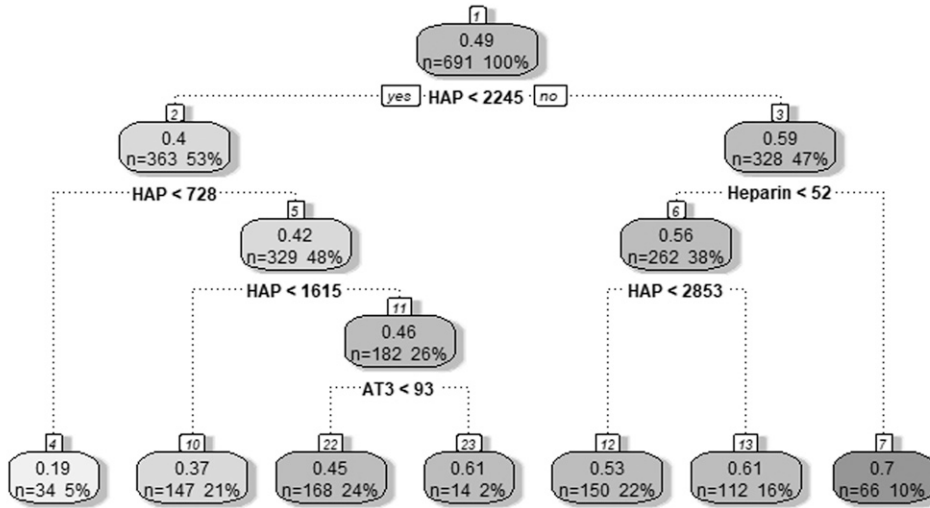 1
0.49
n=691 100%
yes HAP < 2245 no
2
0.4
n=363 53%
3
0.59
n=328 47%
HAP < 728
Heparin < 52
5
0.42
n=329 48%
6
0.56
n=262 38%
HAP < 1615
HAP < 2853
11
0.46
n=182 26%
AT3 < 93
4
0.19
n=34 5%
10
0.37
n=147 21%
22
0.45
n=168 24%
23
0.61
n=14 2%
12
0.53
n=150 22%
13
0.61
n=112 16%
7
0.7
n=66 10%